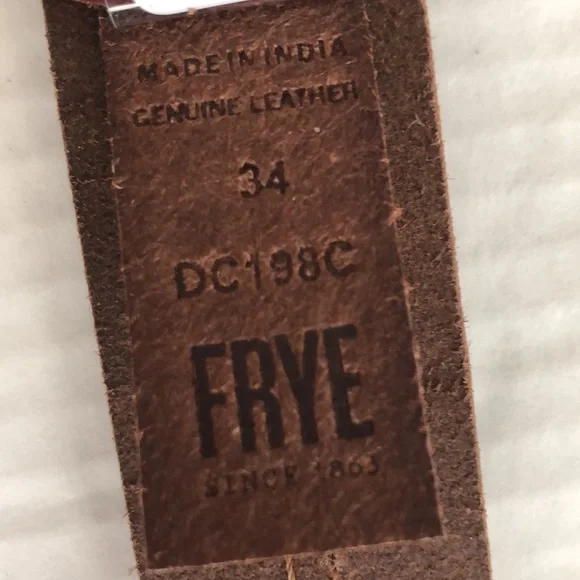 MADE IN INDIA
GENUINE LEATHER
34
DC198C
FRYE
SINCE 1863